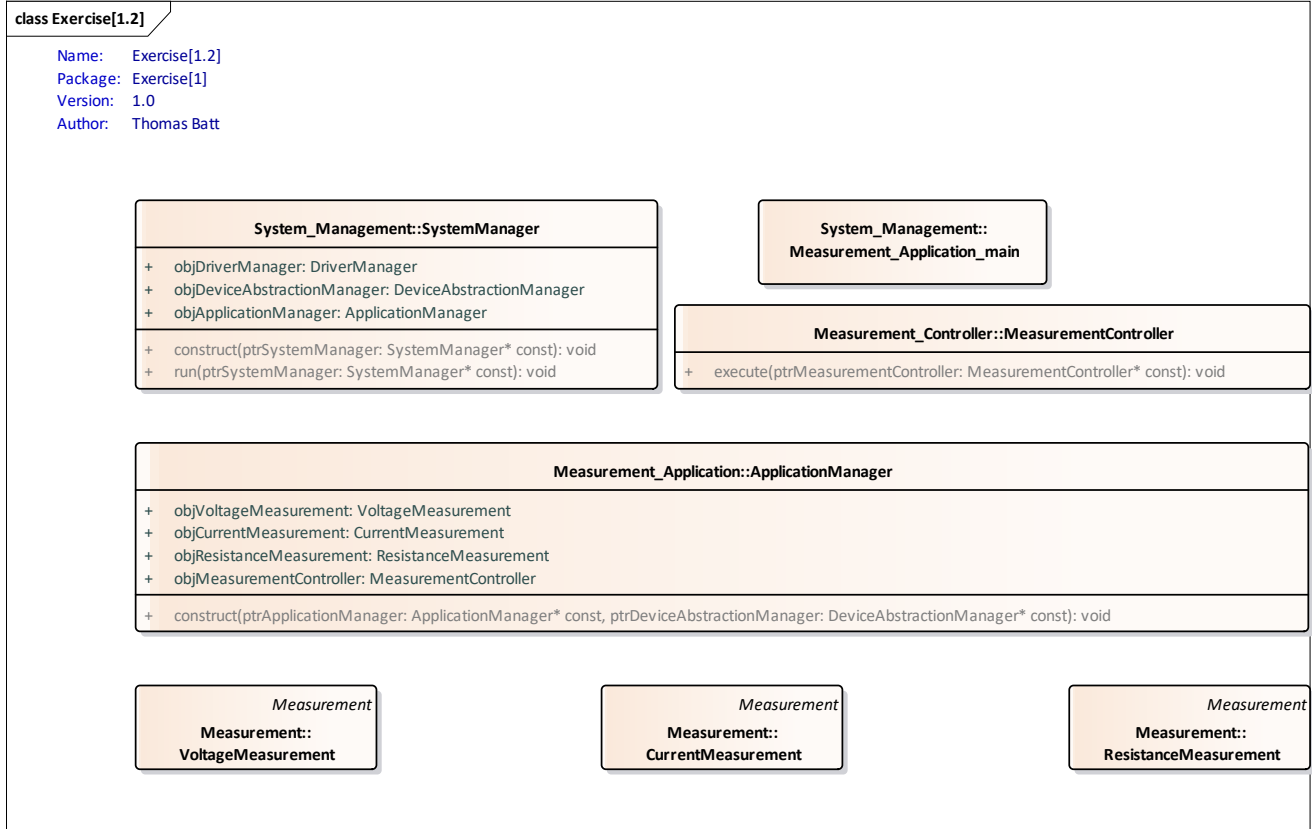 class Exercise[1.2]
Name: Exercise[1.2]
Package: Exercise[1]
Version: 1.0
Author: Thomas Batt
System_Management::SystemManager
+ objDriverManager: DriverManager
+ objDeviceAbstractionManager: DeviceAbstractionManager
+ objApplicationManager: ApplicationManager
+ construct(ptrSystemManager: SystemManager* const): void
+ run(ptrSystemManager: SystemManager* const): void
System_Management::
Measurement_Application_main
Measurement_Controller::MeasurementController
+ execute(ptrMeasurementController: MeasurementController* const): void
Measurement_Application::ApplicationManager
+ objVoltageMeasurement: VoltageMeasurement
+ objCurrentMeasurement: CurrentMeasurement
+ objResistanceMeasurement: ResistanceMeasurement
+ objMeasurementController: MeasurementController
+ construct(ptrApplicationManager: ApplicationManager* const, ptrDeviceAbstractionManager: DeviceAbstractionManager* const): void
Measurement
Measurement::
VoltageMeasurement
Measurement
Measurement::
CurrentMeasurement
Measurement
Measurement::
ResistanceMeasurement